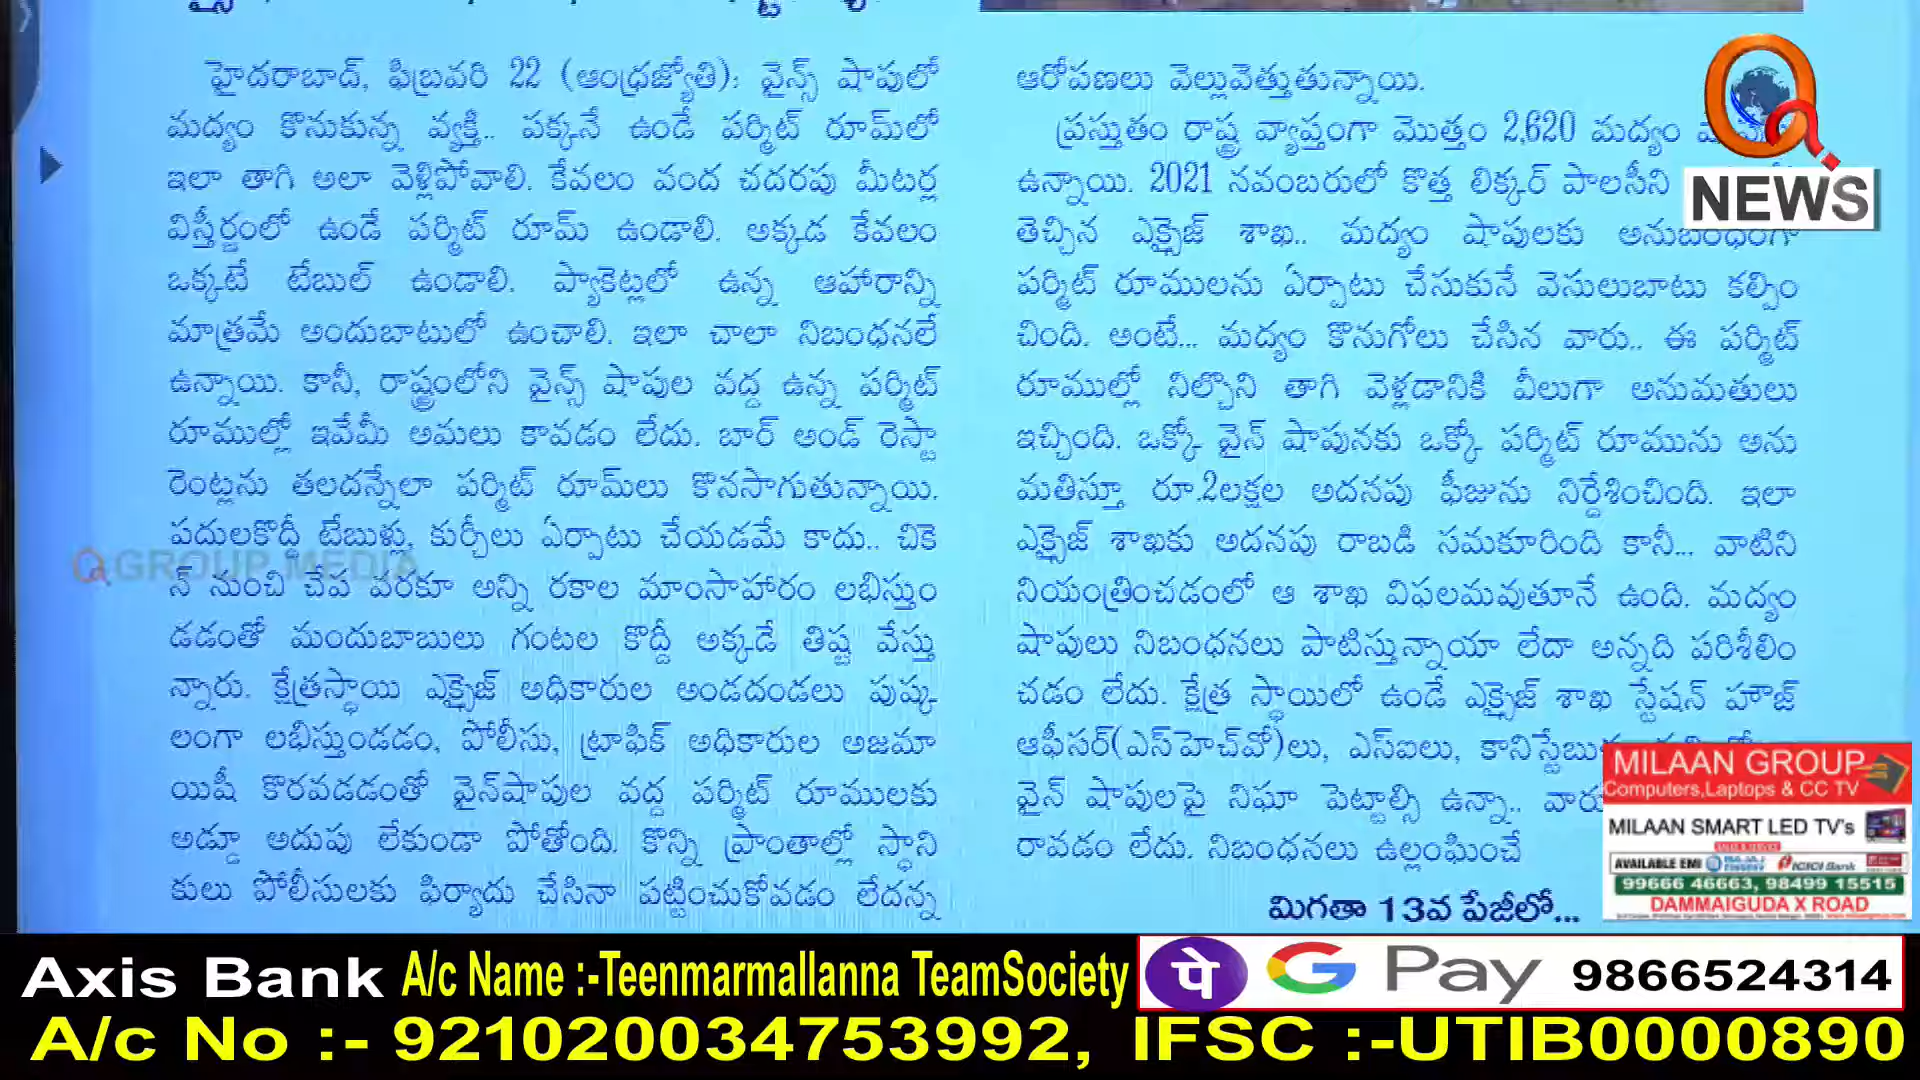 హైదరాబాద్, ఫిబ్రవరి 22 (ఆంధ్రజ్యోతి): వైన్స్ షాపులో
మద్యం కొనుకున్న వ్యక్తి.. పక్కనే ఉండే పర్మిట్ రూమ్‌లో
ఇలా తాగి అలా వెళ్లిపోవాలి. కేవలం వంద చదరపు మీటర్ల
విస్తీర్ణంలో ఉండే పర్మిట్ రూమ్ ఉండాలి. అక్కడ కేవలం
ఒక్కటే టేబుల్ ఉండాలి. ప్యాకెట్లలో ఉన్న ఆహారాన్ని
మాత్రమే అందుబాటులో ఉంచాలి. ఇలా చాలా నిబంధనలే
ఉన్నాయి. కానీ, రాష్ట్రంలోని వైన్స్ షాపుల వద్ద ఉన్న పర్మిట్
రూముల్లో ఇవేమీ అమలు కావడం లేదు. బార్ అండ్ రెస్టా
రెంట్లను తలదన్నేలా పర్మిట్ రూమ్‌లు కొనసాగుతున్నాయి.
పదులకొద్దీ టేబుళ్లు, కుర్చీలు ఏర్పాటు చేయడమే కాదు.. చికె
న్ నుంచి చేప వరకూ అన్ని రకాల మాంసాహారం లభిస్తుం
డడంతో మందుబాబులు గంటల కొద్దీ అక్కడే తిష్ట వేస్తు
న్నారు. క్షేత్రస్థాయి ఎక్సైజ్ అధికారుల అండదండలు పుష్క
లంగా లభిస్తుండడం, పోలీసు, ట్రాఫిక్ అధికారుల అజమా
యిషీ కొరవడడంతో వైన్‌షాపుల వద్ద పర్మిట్ రూములకు
అడ్డూ అదుపు లేకుండా పోతోంది. కొన్ని ప్రాంతాల్లో స్థాని
కులు పోలీసులకు ఫిర్యాదు చేసినా పట్టించుకోవడం లేదన్న
ఆరోపణలు వెల్లువెత్తుతున్నాయి.
ప్రస్తుతం రాష్ట్ర వ్యాప్తంగా మొత్తం 2,620 మద్యం
ఉన్నాయి. 2021 నవంబరులో కొత్త లిక్కర్ పాలసీని
తెచ్చిన ఎక్సైజ్ శాఖ.. మద్యం షాపులకు అనుబంధంగా
పర్మిట్ రూములను ఏర్పాటు చేసుకునే వెసులుబాటు కల్పిం
చింది. అంటే... మద్యం కొనుగోలు చేసిన వారు.. ఈ పర్మిట్
రూముల్లో నిల్చొని తాగి వెళ్లడానికి వీలుగా అనుమతులు
ఇచ్చింది. ఒక్కో వైన్ షాపునకు ఒక్కో పర్మిట్ రూమును అను
మతిస్తూ రూ.2లక్షల అదనపు ఫీజును నిర్దేశించింది. ఇలా
ఎక్సైజ్ శాఖకు అదనపు రాబడి సమకూరింది కానీ... వాటిని
నియంత్రించడంలో ఆ శాఖ విఫలమవుతూనే ఉంది. మద్యం
షాపులు నిబంధనలు పాటిస్తున్నాయా లేదా అన్నది పరిశీలిం
చడం లేదు. క్షేత్ర స్థాయిలో ఉండే ఎక్సైజ్ శాఖ స్టేషన్ హౌజ్
ఆఫీసర్(ఎస్‌హెచ్‌వో)లు, ఎస్ఐలు,
వైన్ షాపులపై నిఘా పెట్టాల్సి ఉన్నా..
రావడం లేదు. నిబంధనలు ఉల్లంఘించే
మిగతా 13వ పేజీలో...
Q GROUP MEDIA
Q NEWS
MILAAN GROUP
Computers,Laptops & CC TV
MILAAN SMART LED TV's
SALES & SERVICE
AVAILABLE EMI BAJAJ FINSERV ICICI Bank
99666 46663, 98499 15515
DAMMAIGUDA X ROAD
Axis Bank A/c Name :-Teenmarmallanna TeamSociety पे G Pay 9866524314
A/c No :- 921020034753992, IFSC :-UTIB0000890